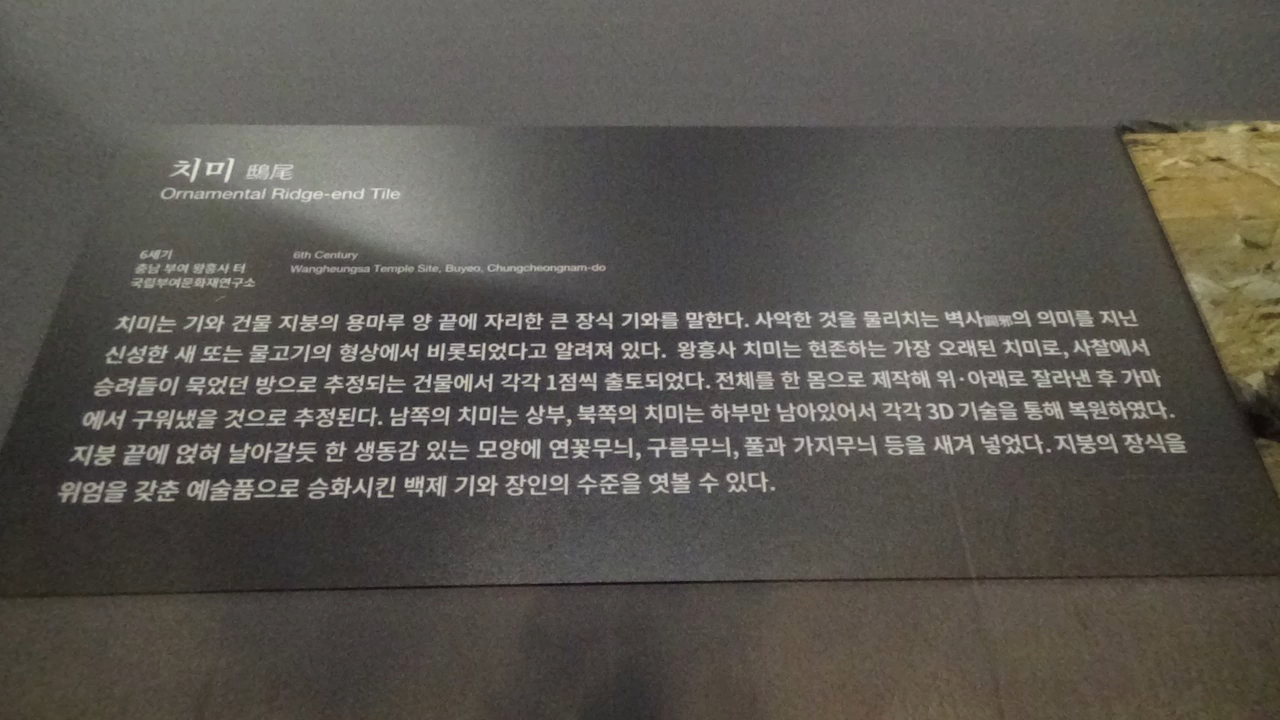 치미 鴟尾
Ornamental Ridge-end Tile
6세기
충남 부여 왕흥사 터
국립부여문화재연구소
6th Century
Wangheungsa Temple Site, Buyeo, Chungcheongnam-do
치미는 기와 건물 지붕의 용마루 양 끝에 자리한 큰 장식 기와를 말한다. 사악한 것을 물리치는 벽사闢邪의 의미를 지닌
신성한 새 또는 물고기의 형상에서 비롯되었다고 알려져 있다. 왕흥사 치미는 현존하는 가장 오래된 치미로, 사찰에서
승려들이 묵었던 방으로 추정되는 건물에서 각각 1점씩 출토되었다. 전체를 한 몸으로 제작해 위·아래로 잘라낸 후 가마
에서 구워냈을 것으로 추정된다. 남쪽의 치미는 상부, 북쪽의 치미는 하부만 남아있어서 각각 3D 기술을 통해 복원하였다.
지붕 끝에 얹혀 날아갈듯 한 생동감 있는 모양에 연꽃무늬, 구름무늬, 풀과 가지무늬 등을 새겨 넣었다. 지붕의 장식을
위엄을 갖춘 예술품으로 승화시킨 백제 기와 장인의 수준을 엿볼 수 있다.